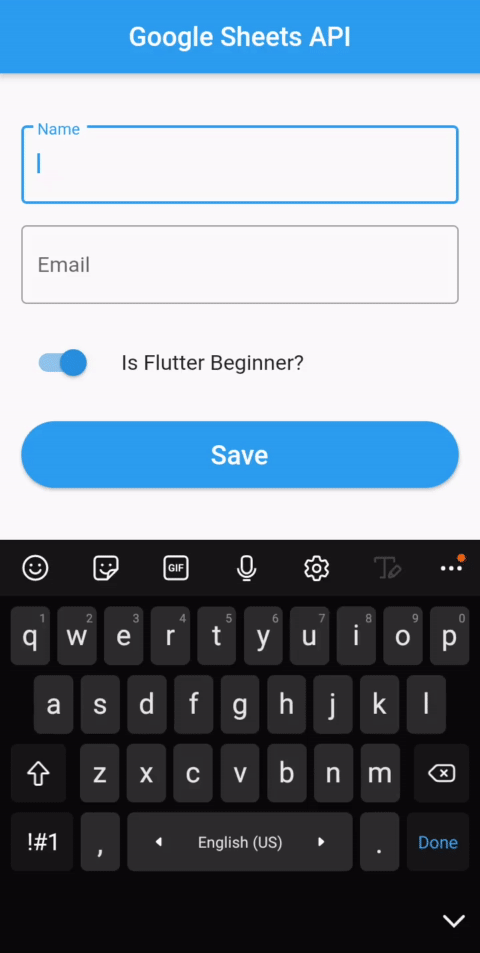 Google Sheets API
Name
Email
Is Flutter Beginner?
Save
GIF
1 2 3 4 5 6 7 8 9 0
q w e r t y u i o p
a s d f g h j k l
z x c v b n m
!#1 , English (US) . Done